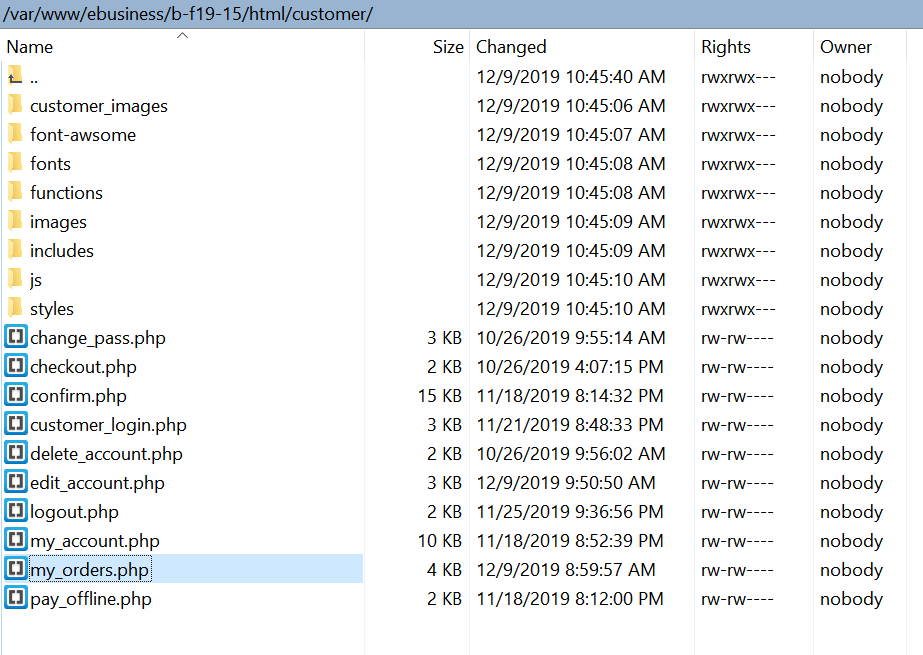 /var/www/ebusiness/b-f19-15/html/customer/
Name Size Changed Rights Owner
.. 12/9/2019 10:45:40 AM rwxrwx--- nobody
customer_images 12/9/2019 10:45:06 AM rwxrwx--- nobody
font-awsome 12/9/2019 10:45:07 AM rwxrwx--- nobody
fonts 12/9/2019 10:45:08 AM rwxrwx--- nobody
functions 12/9/2019 10:45:08 AM rwxrwx--- nobody
images 12/9/2019 10:45:09 AM rwxrwx--- nobody
includes 12/9/2019 10:45:09 AM rwxrwx--- nobody
js 12/9/2019 10:45:10 AM rwxrwx--- nobody
styles 12/9/2019 10:45:10 AM rwxrwx--- nobody
change_pass.php 3 KB 10/26/2019 9:55:14 AM rw-rw---- nobody
checkout.php 2 KB 10/26/2019 4:07:15 PM rw-rw---- nobody
confirm.php 15 KB 11/18/2019 8:14:32 PM rw-rw---- nobody
customer_login.php 3 KB 11/21/2019 8:48:33 PM rw-rw---- nobody
delete_account.php 2 KB 10/26/2019 9:56:02 AM rw-rw---- nobody
edit_account.php 3 KB 12/9/2019 9:50:50 AM rw-rw---- nobody
logout.php 2 KB 11/25/2019 9:36:56 PM rw-rw---- nobody
my_account.php 10 KB 11/18/2019 8:52:39 PM rw-rw---- nobody
my_orders.php 4 KB 12/9/2019 8:59:57 AM rw-rw---- nobody
pay_offline.php 2 KB 11/18/2019 8:12:00 PM rw-rw---- nobody